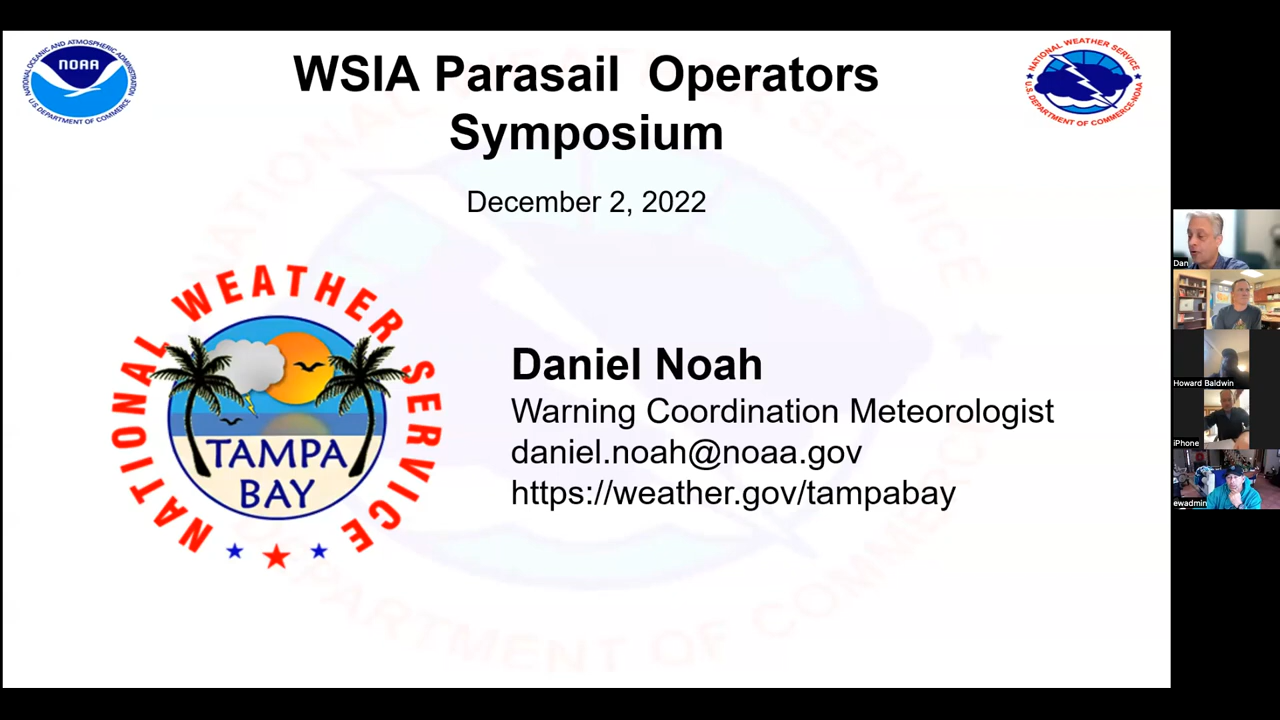 WSIA Parasail Operators
Symposium
December 2, 2022
NATIONAL OCEANIC AND ATMOSPHERIC ADMINISTRATION
NOAA
U.S. DEPARTMENT OF COMMERCE
NATIONAL WEATHER SERVICE
U.S. DEPARTMENT OF COMMERCE-NOAA
NATIONAL WEATHER SERVICE
TAMPA
BAY
Daniel Noah
Warning Coordination Meteorologist
daniel.noah@noaa.gov
https://weather.gov/tampabay
Dan
Howard Baldwin
iPhone
ewadmin